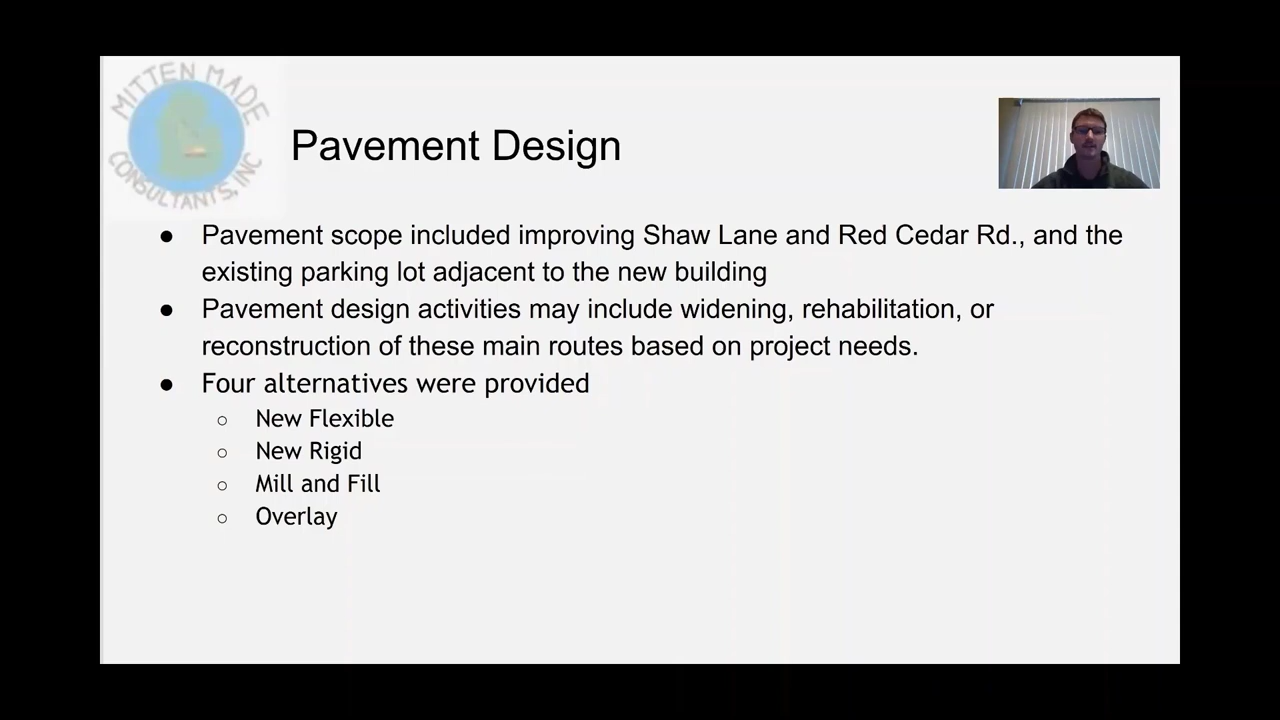 MITTEN MADE
CONSULTANTS, INC
Pavement Design
● Pavement scope included improving Shaw Lane and Red Cedar Rd., and the
existing parking lot adjacent to the new building
● Pavement design activities may include widening, rehabilitation, or
reconstruction of these main routes based on project needs.
● Four alternatives were provided
○ New Flexible
○ New Rigid
○ Mill and Fill
○ Overlay